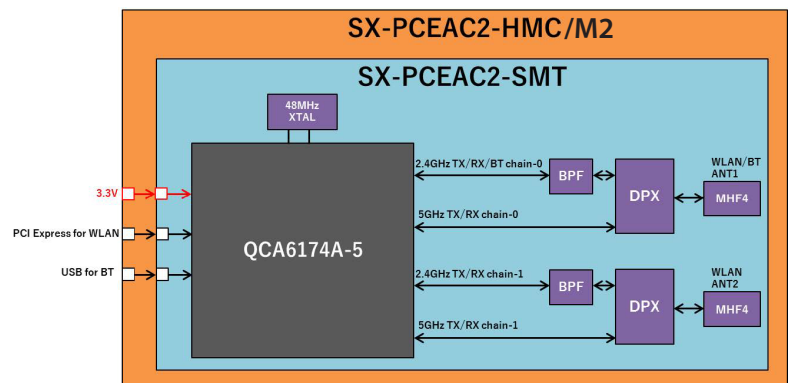 SX-PCEAC2-HMC/M2
SX-PCEAC2-SMT
48MHz
XTAL
2.4GHz TX/RX/BT chain-0
BPF
DPX
WLAN/BT
ANT1
MHF4
3.3V
5GHz TX/RX chain-0
PCI Express for WLAN
QCA6174A-5
USB for BT
2.4GHz TX/RX chain-1
BPF
DPX
WLAN
ANT2
MHF4
5GHz TX/RX chain-1